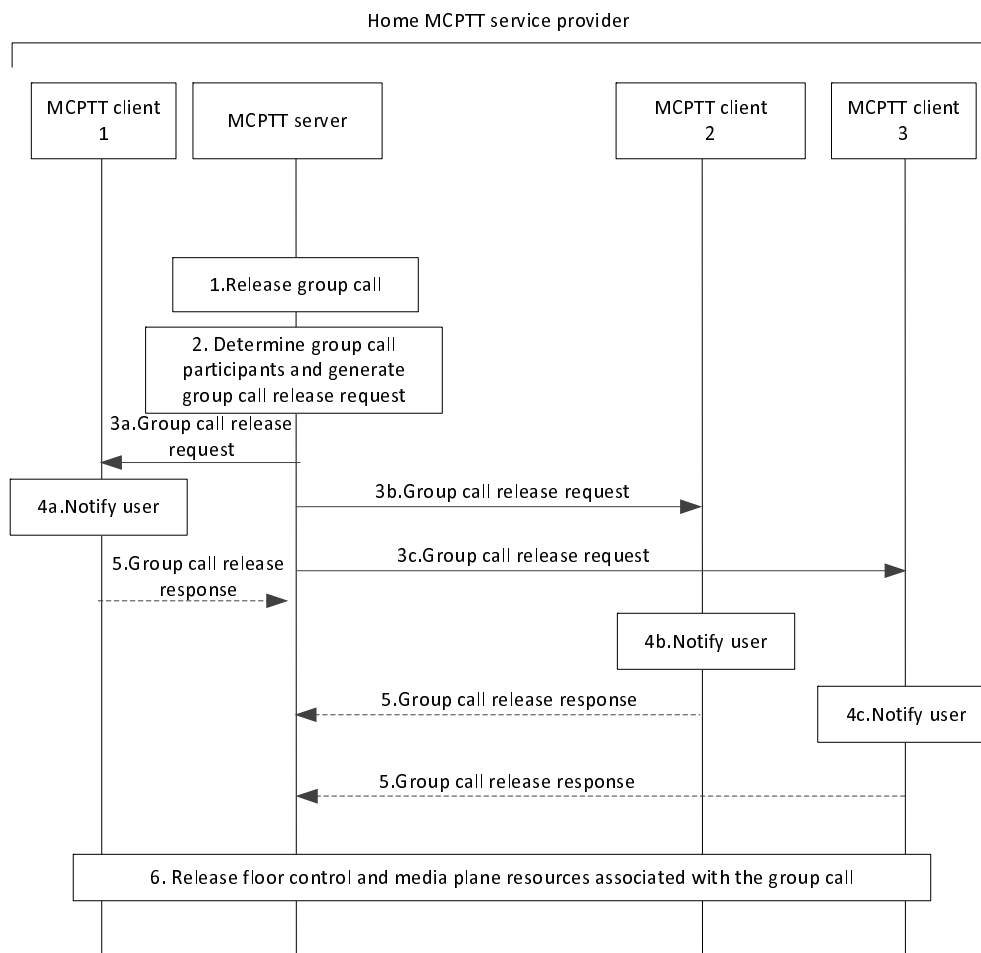 Home MCPTT service provider
MCPTT client
1
MCPTT server
MCPTT client
2
MCPTT client
3
1.Release group call
2. Determine group call
participants and generate
group call release request
3a.Group call release
request
4a.Notify user
3b.Group call release request
5.Group call release
response
3c.Group call release request
4b.Notify user
5.Group call release response
4c.Notify user
5.Group call release response
6. Release floor control and media plane resources associated with the group call